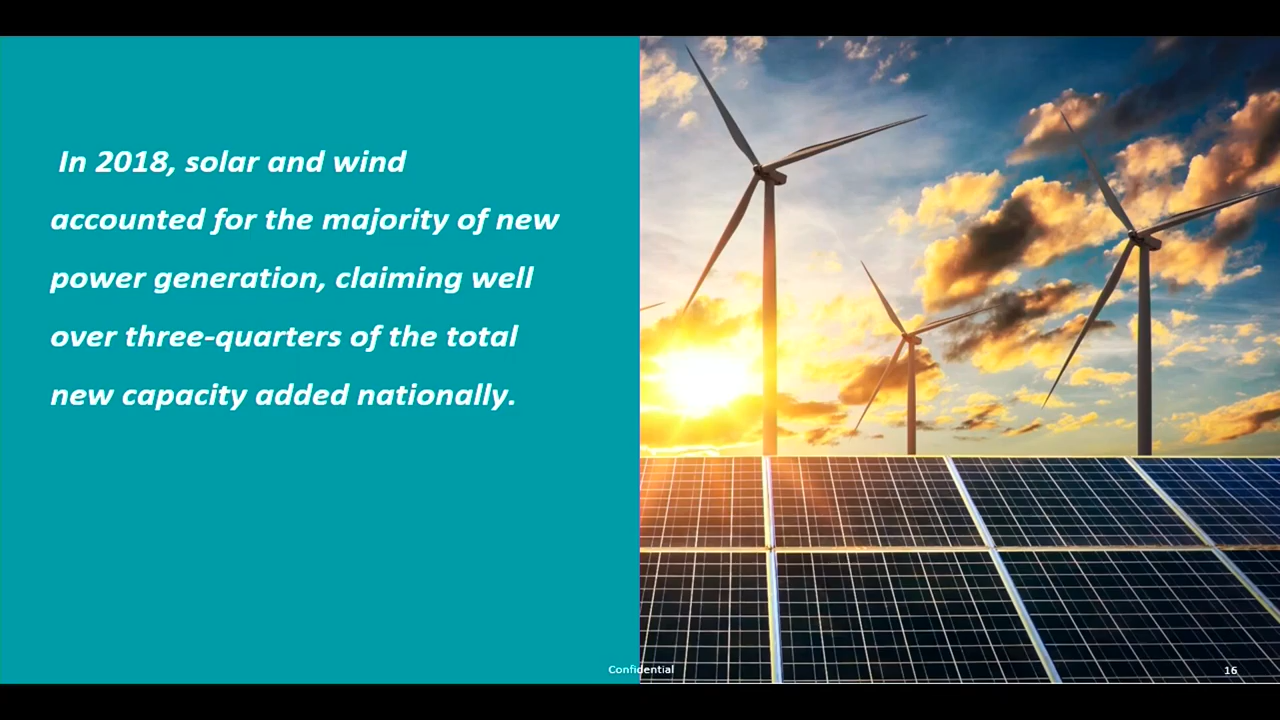 In 2018, solar and wind
accounted for the majority of new
power generation, claiming well
over three-quarters of the total
new capacity added nationally.
Confidential
16